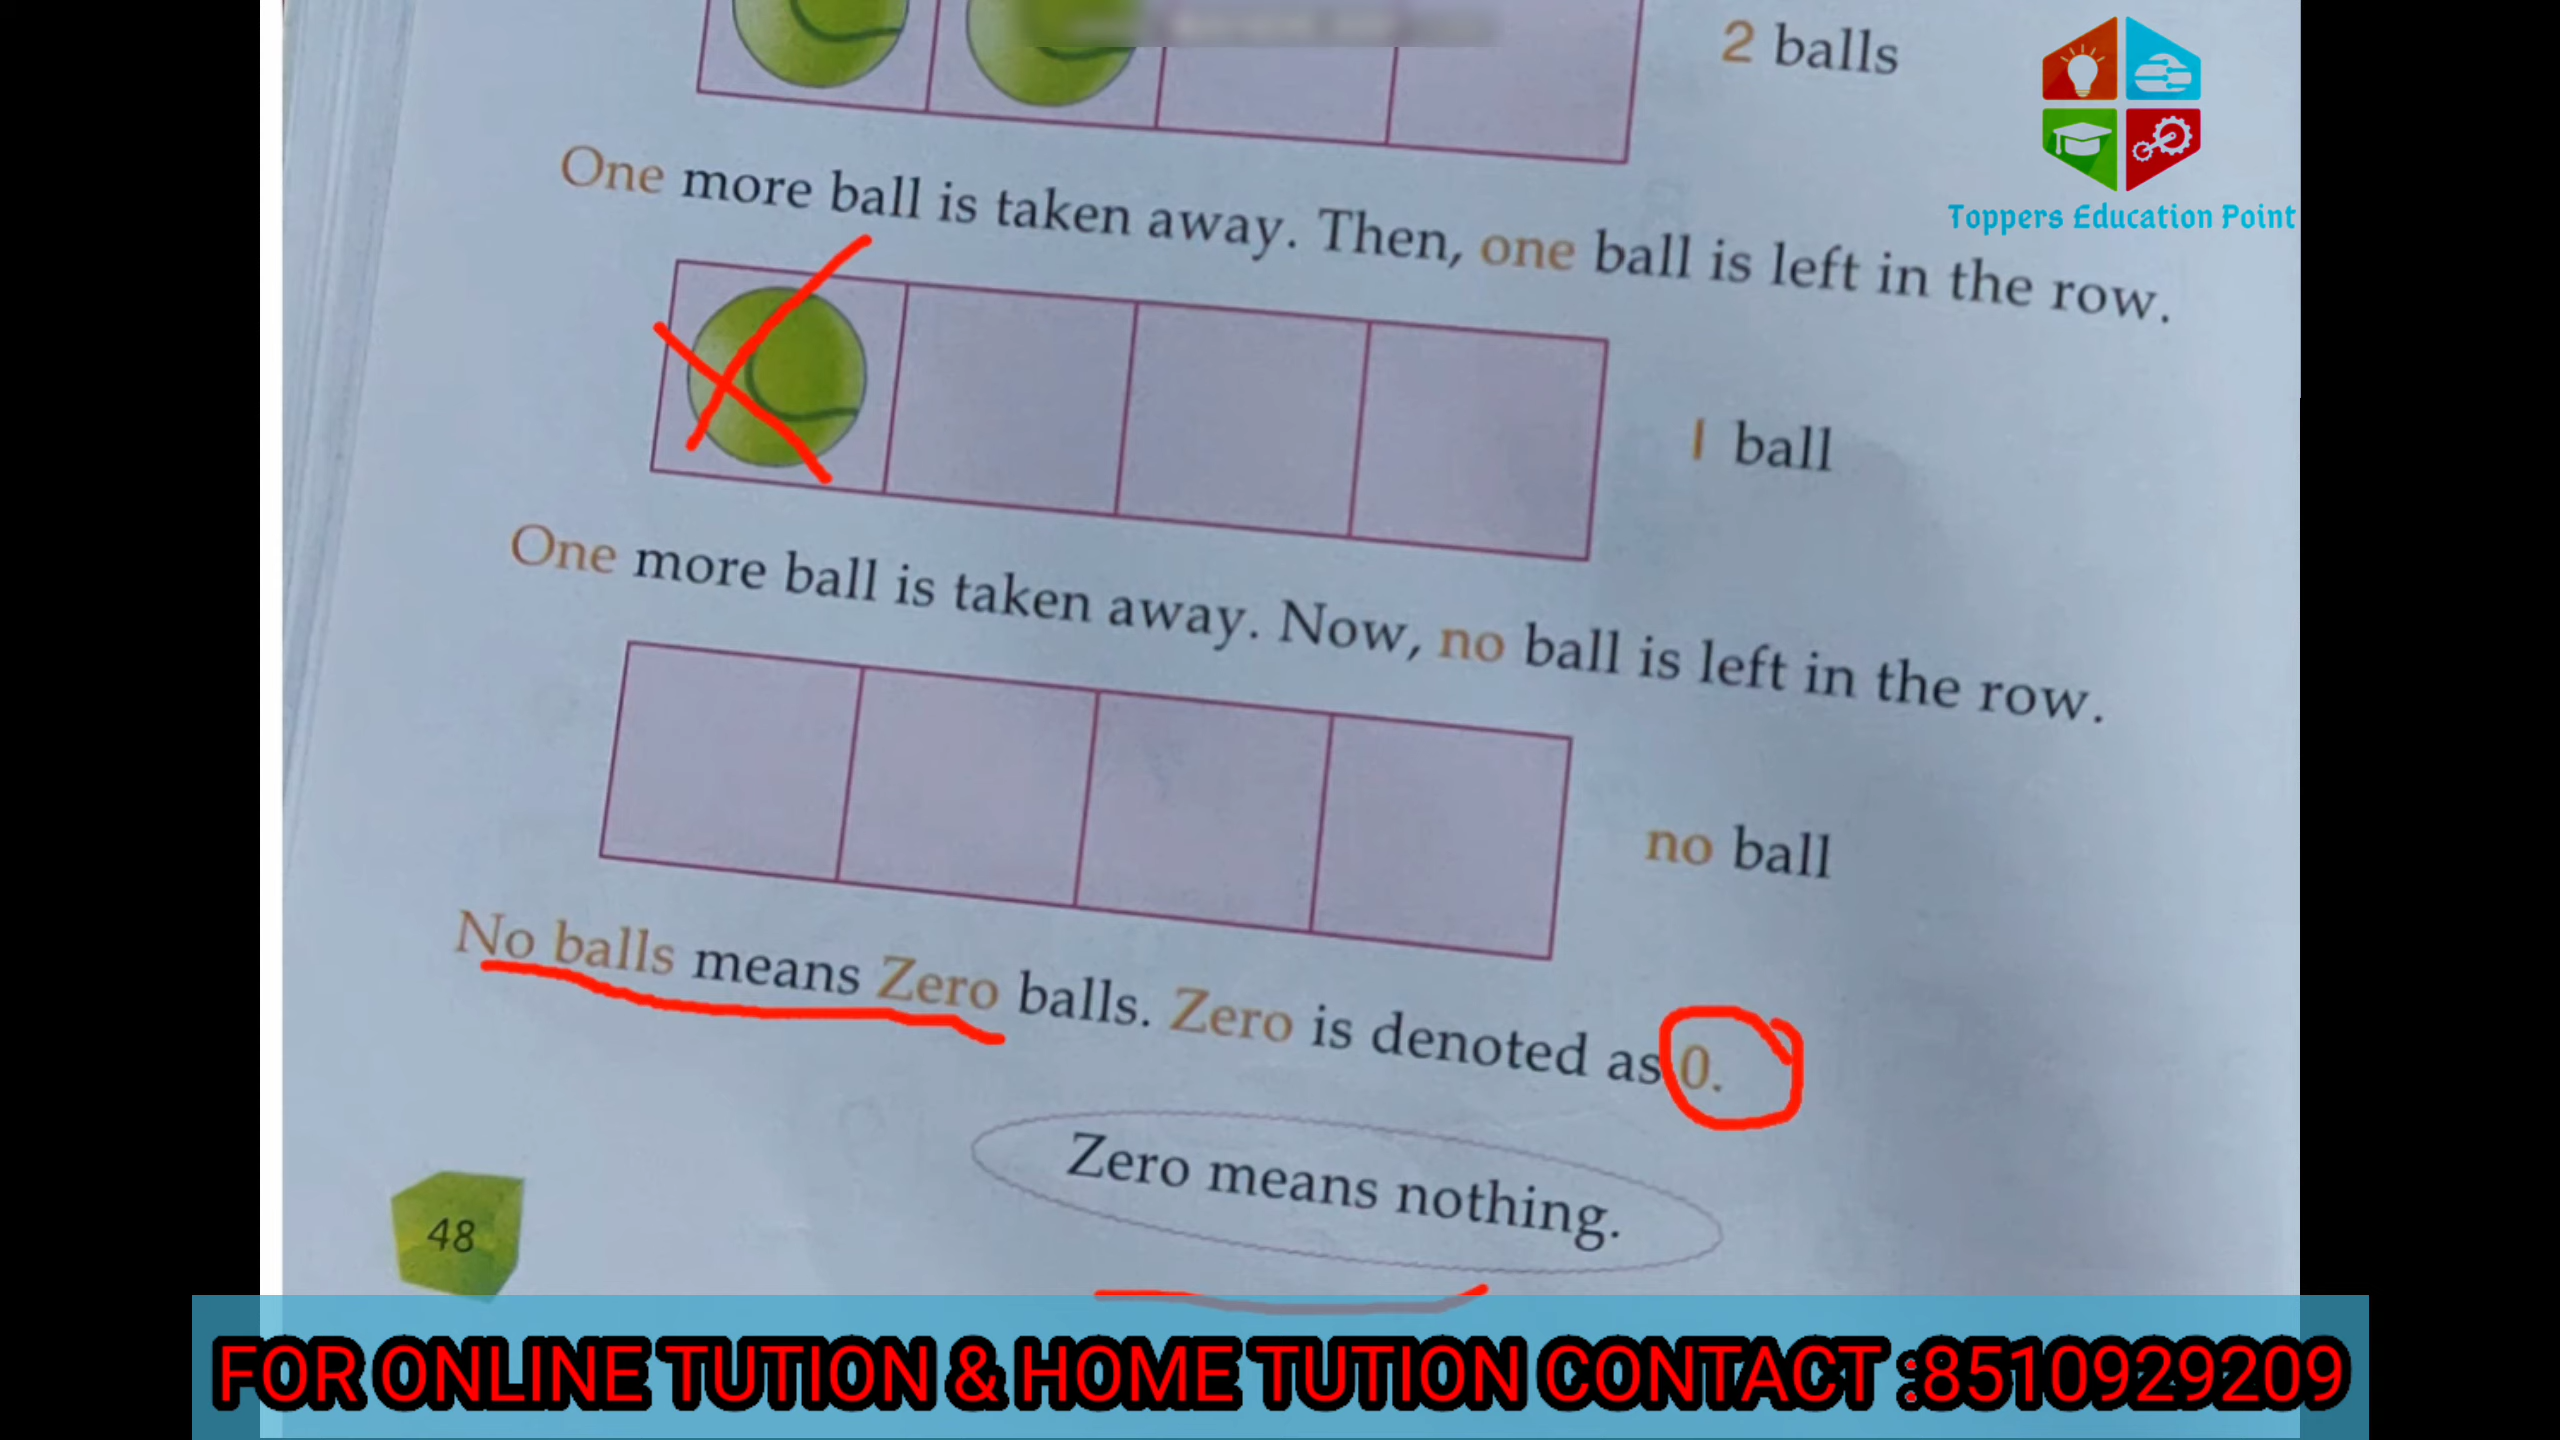 2 balls
Toppers Education Point
One more ball is taken away. Then, one ball is left in the row.
1 ball
One more ball is taken away. Now, no ball is left in the row.
no ball
No balls means Zero balls. Zero is denoted as 0.
Zero means nothing.
48
FOR ONLINE TUTION & HOME TUTION CONTACT :8510929209